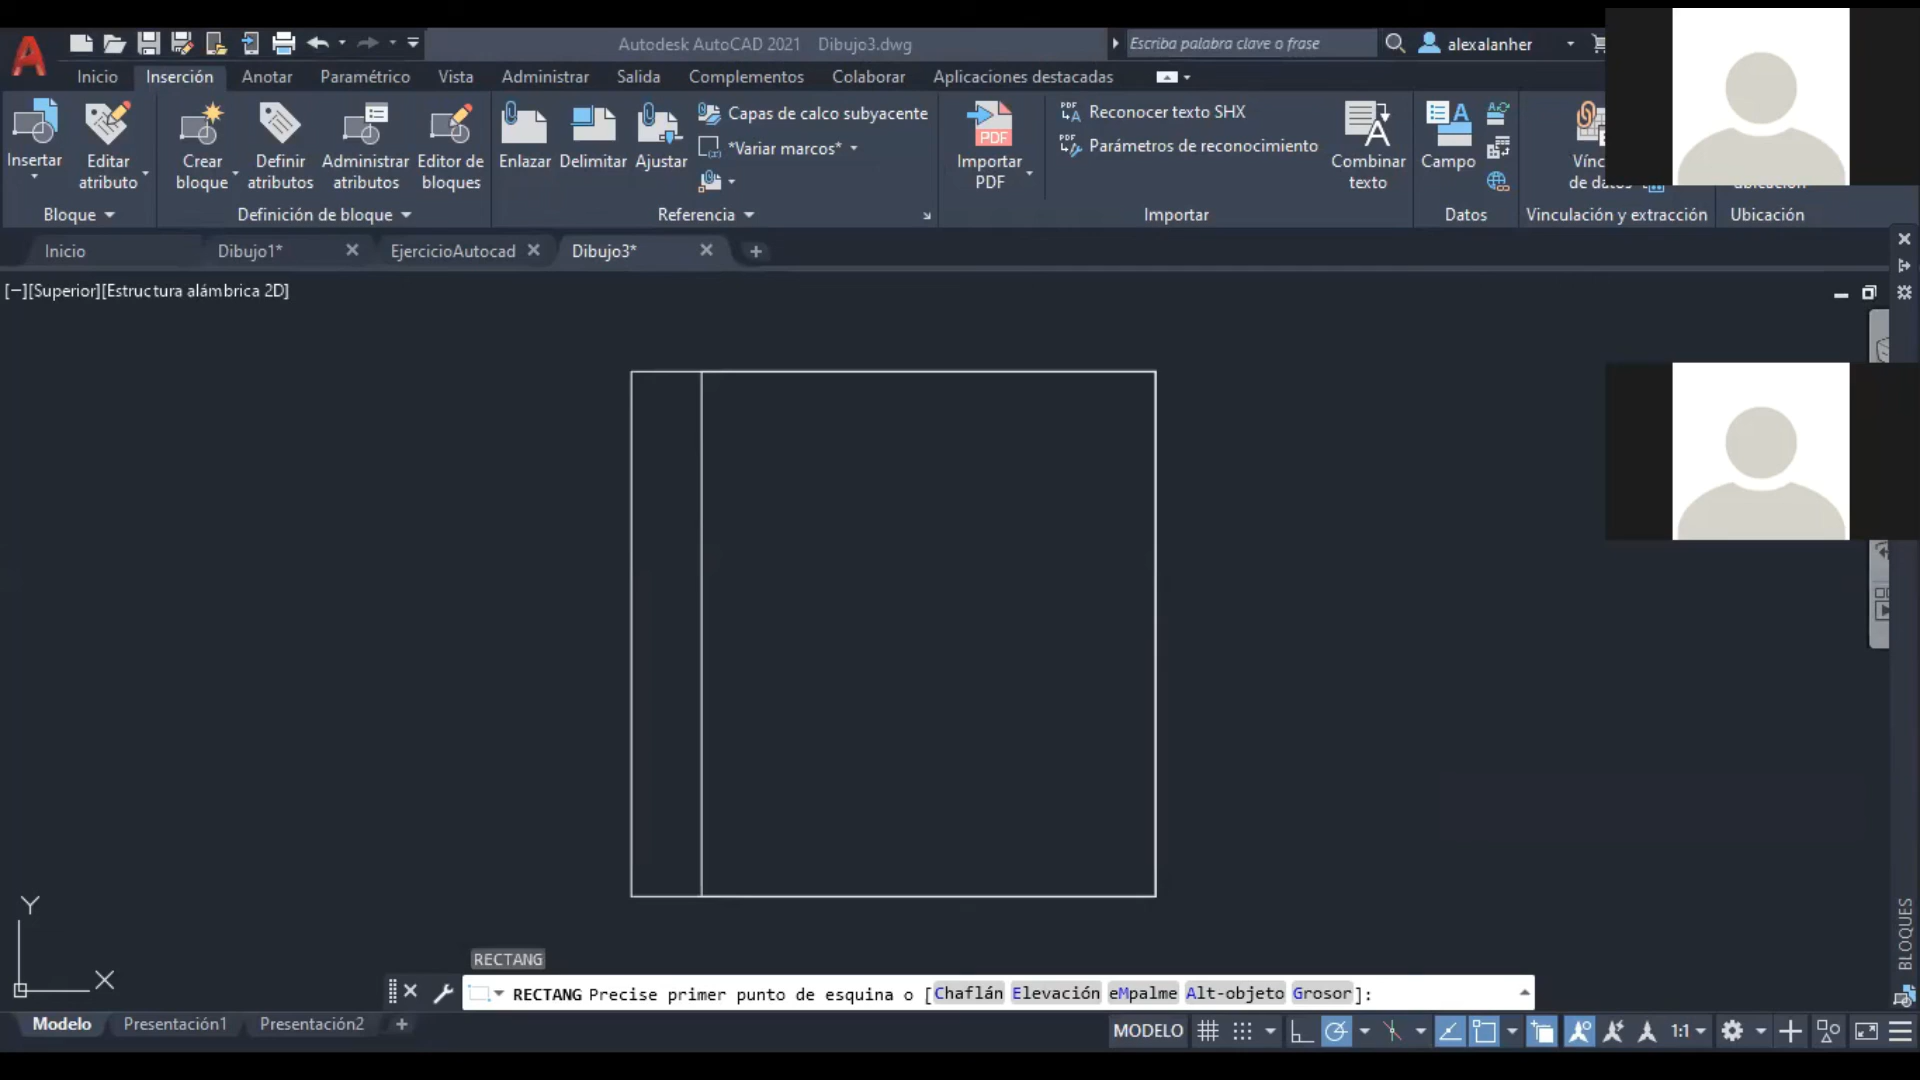 Autodesk AutoCAD 2021 Dibujo3.dwg
Escriba palabra clave o frase
alexalanher
Inicio Inserción Anotar Paramétrico Vista Administrar Salida Complementos Colaborar Aplicaciones destacadas
Insertar
Editar atributo
Crear bloque
Definir atributos
Administrar atributos
Editor de bloques
Enlazar
Delimitar
Ajustar
Capas de calco subyacente
*Variar marcos*
PDF
Importar PDF
PDF Reconocer texto SHX
PDF Parámetros de reconocimiento
Combinar texto
Campo
Bloque
Definición de bloque
Referencia
Importar
Datos
Vinculación y extracción
Ubicación
Inicio Dibujo1* EjercicioAutocad Dibujo3*
[−][Superior][Estructura alámbrica 2D]
Y
X
BLOQUES
RECTANG
RECTANG Precise primer punto de esquina o [Chaflán Elevación eMpalme Alt-objeto Grosor]:
Modelo Presentación1 Presentación2
MODELO
1:1